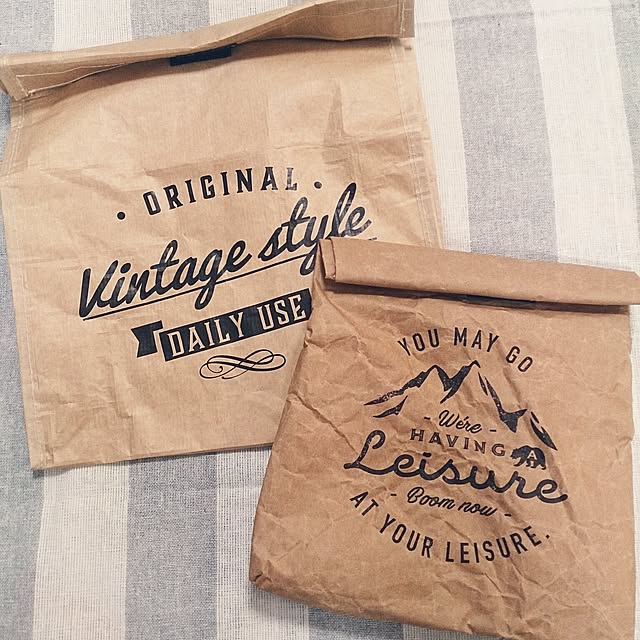 • ORIGINAL •
Vintage style
DAILY USE
YOU MAY GO
- We're -
HAVING A
Leisure
- Boom now -
AT YOUR LEISURE.